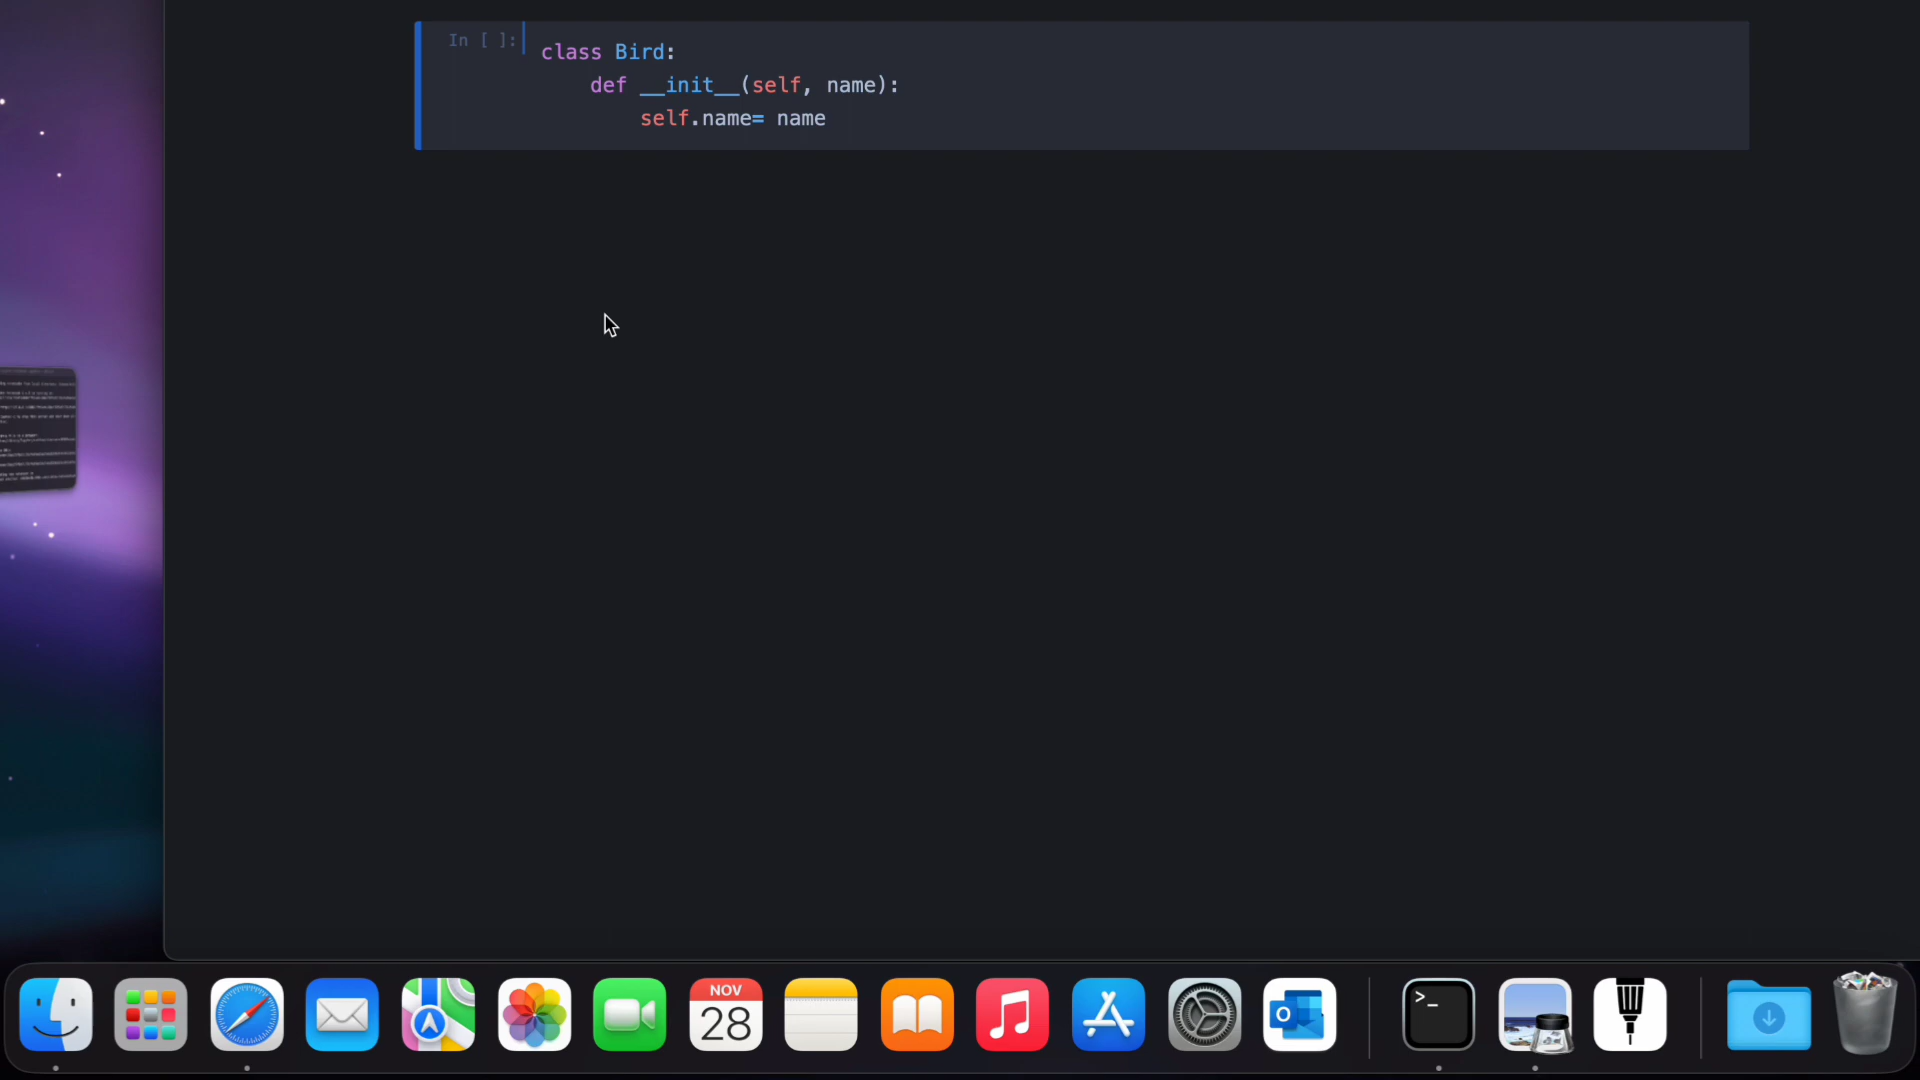 In [ ]:
class Bird:
    def __init__(self, name):
        self.name= name
NOV
28
>_
O